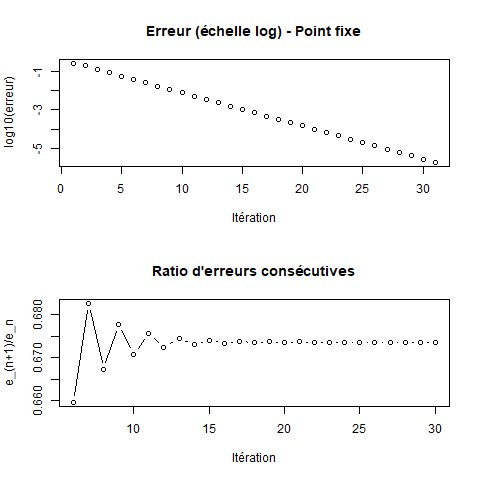 Erreur (échelle log) - Point fixe
log10(erreur)
-1
-3
-5
0 5 10 15 20 25 30
Itération
Ratio d'erreurs consécutives
e_(n+1)/e_n
0.680
0.670
0.660
10 15 20 25 30
Itération